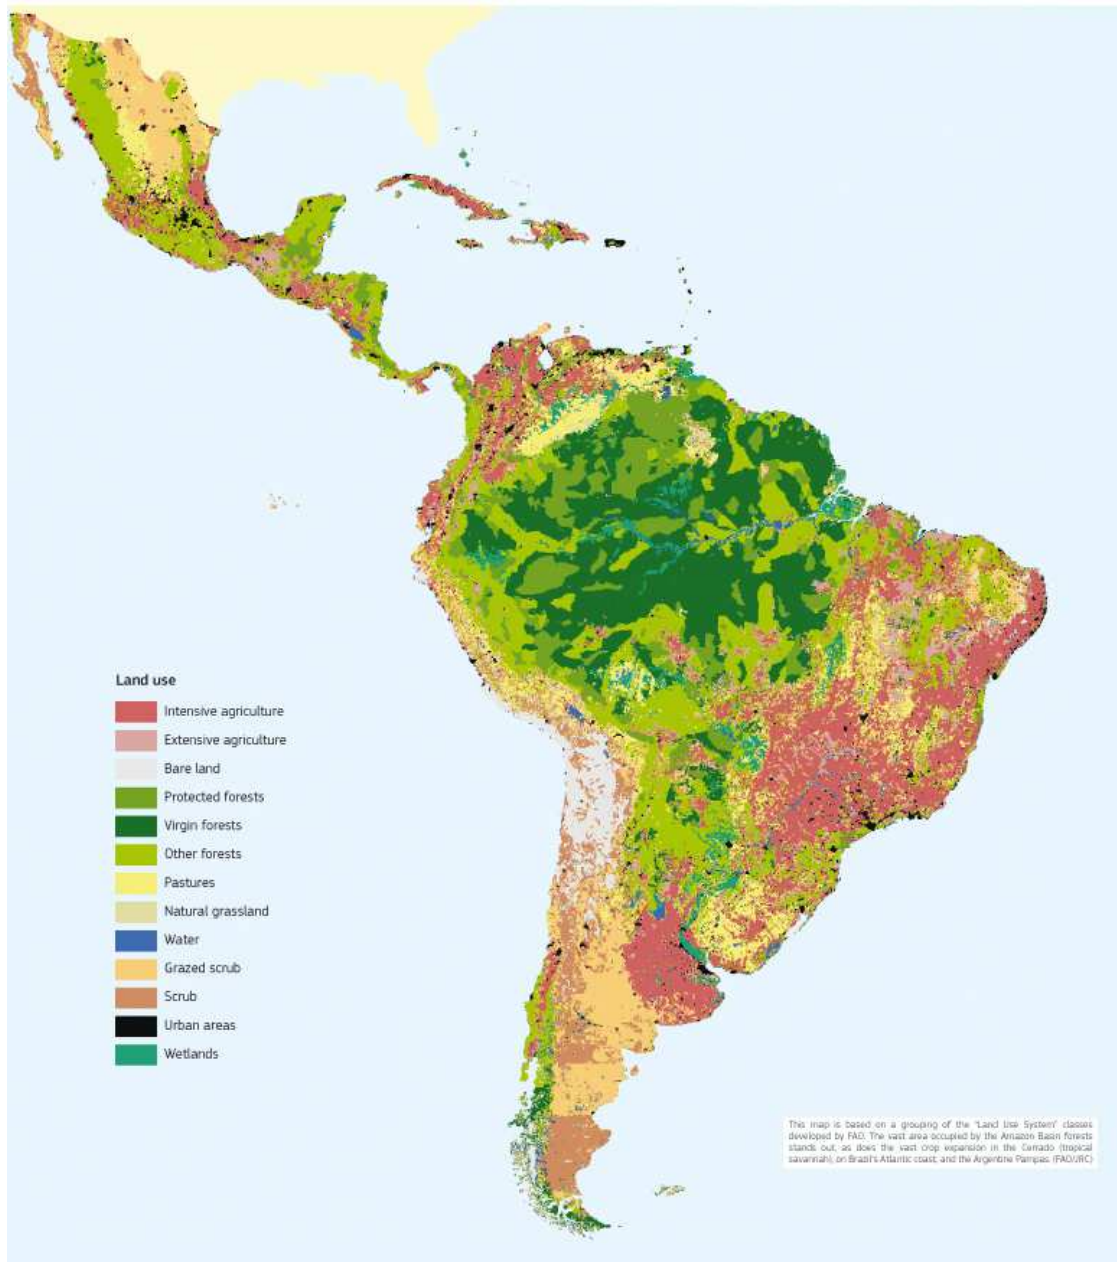 Land use
Intensive agriculture
Extensive agriculture
Bare land
Protected forests
Virgin forests
Other forests
Pastures
Natural grassland
Water
Grazed scrub
Scrub
Urban areas
Wetlands
This map is based on a grouping of the "Land Use System" classes
developed by FAO. The vast area occupied by the Amazon Basin forests
stands out, as does the vast crop expansion in the Cerrado (tropical
savannah), on Brazil's Atlantic coast, and the Argentine Pampas. (FAO/JRC)